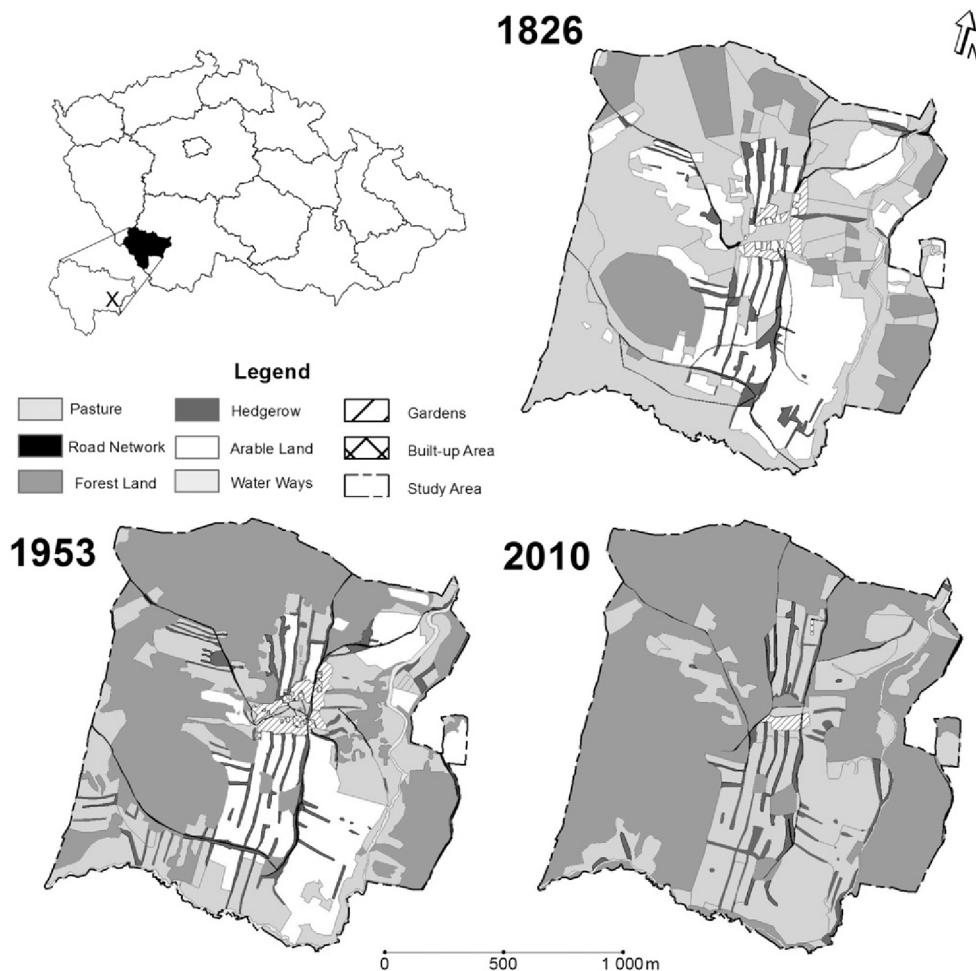 1826
N
X
Legend
Pasture
Hedgerow
Gardens
Road Network
Arable Land
Built-up Area
Forest Land
Water Ways
Study Area
1953
2010
0 500 1 000 m